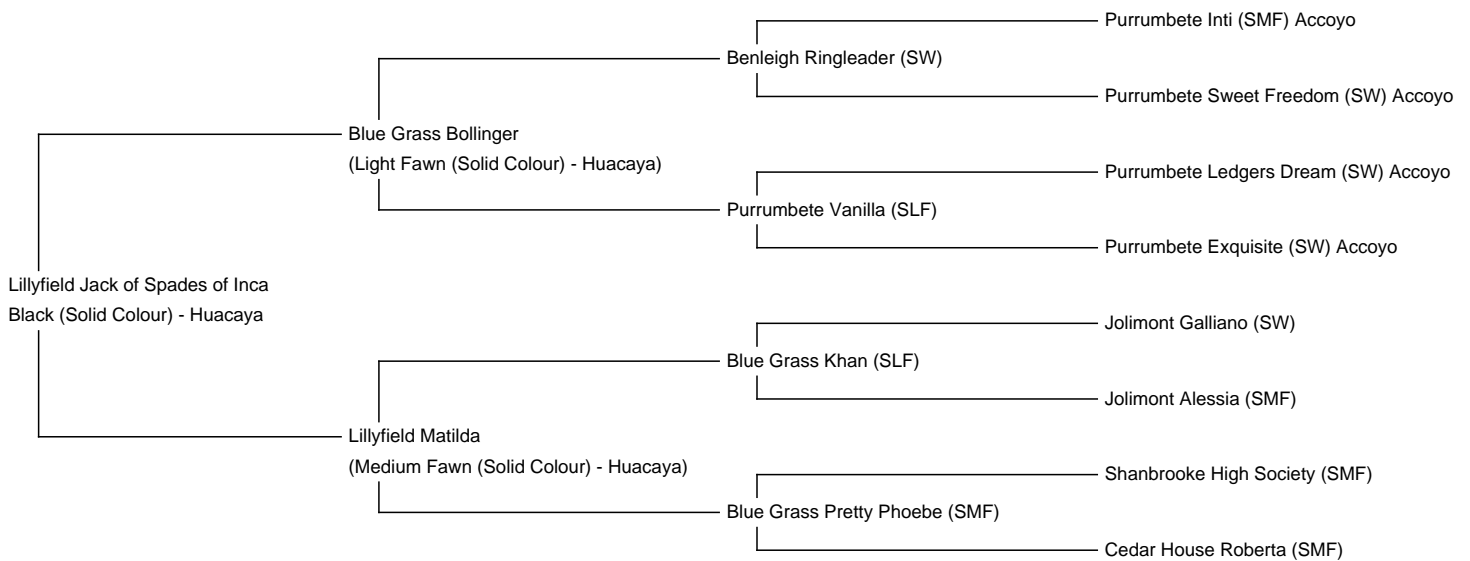 Purrumbete Inti (SMF) Accoyo
Benleigh Ringleader (SW)
Purrumbete Sweet Freedom (SW) Accoyo
Blue Grass Bollinger
(Light Fawn (Solid Colour) - Huacaya)
Purrumbete Ledgers Dream (SW) Accoyo
Purrumbete Vanilla (SLF)
Purrumbete Exquisite (SW) Accoyo
Lillyfield Jack of Spades of Inca
Black (Solid Colour) - Huacaya
Jolimont Galliano (SW)
Blue Grass Khan (SLF)
Jolimont Alessia (SMF)
Lillyfield Matilda
(Medium Fawn (Solid Colour) - Huacaya)
Shanbrooke High Society (SMF)
Blue Grass Pretty Phoebe (SMF)
Cedar House Roberta (SMF)